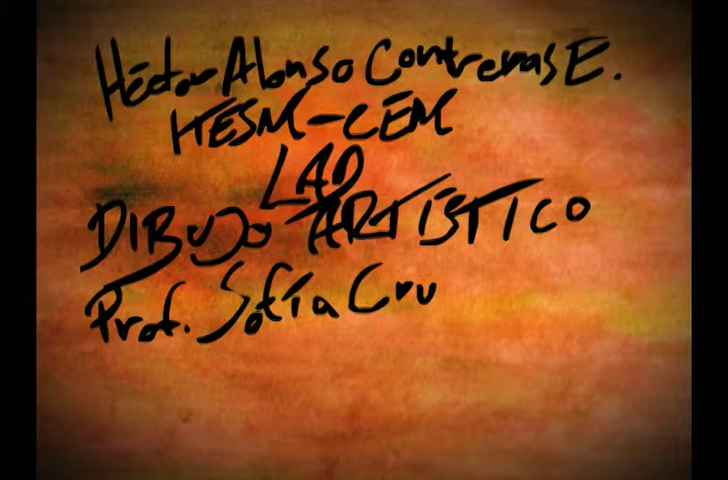 Héctor Alonso Contreras E.
ITESM-CEM
LAD
DIBUJO ARTÍSTICO
Prof. Sofía Cru